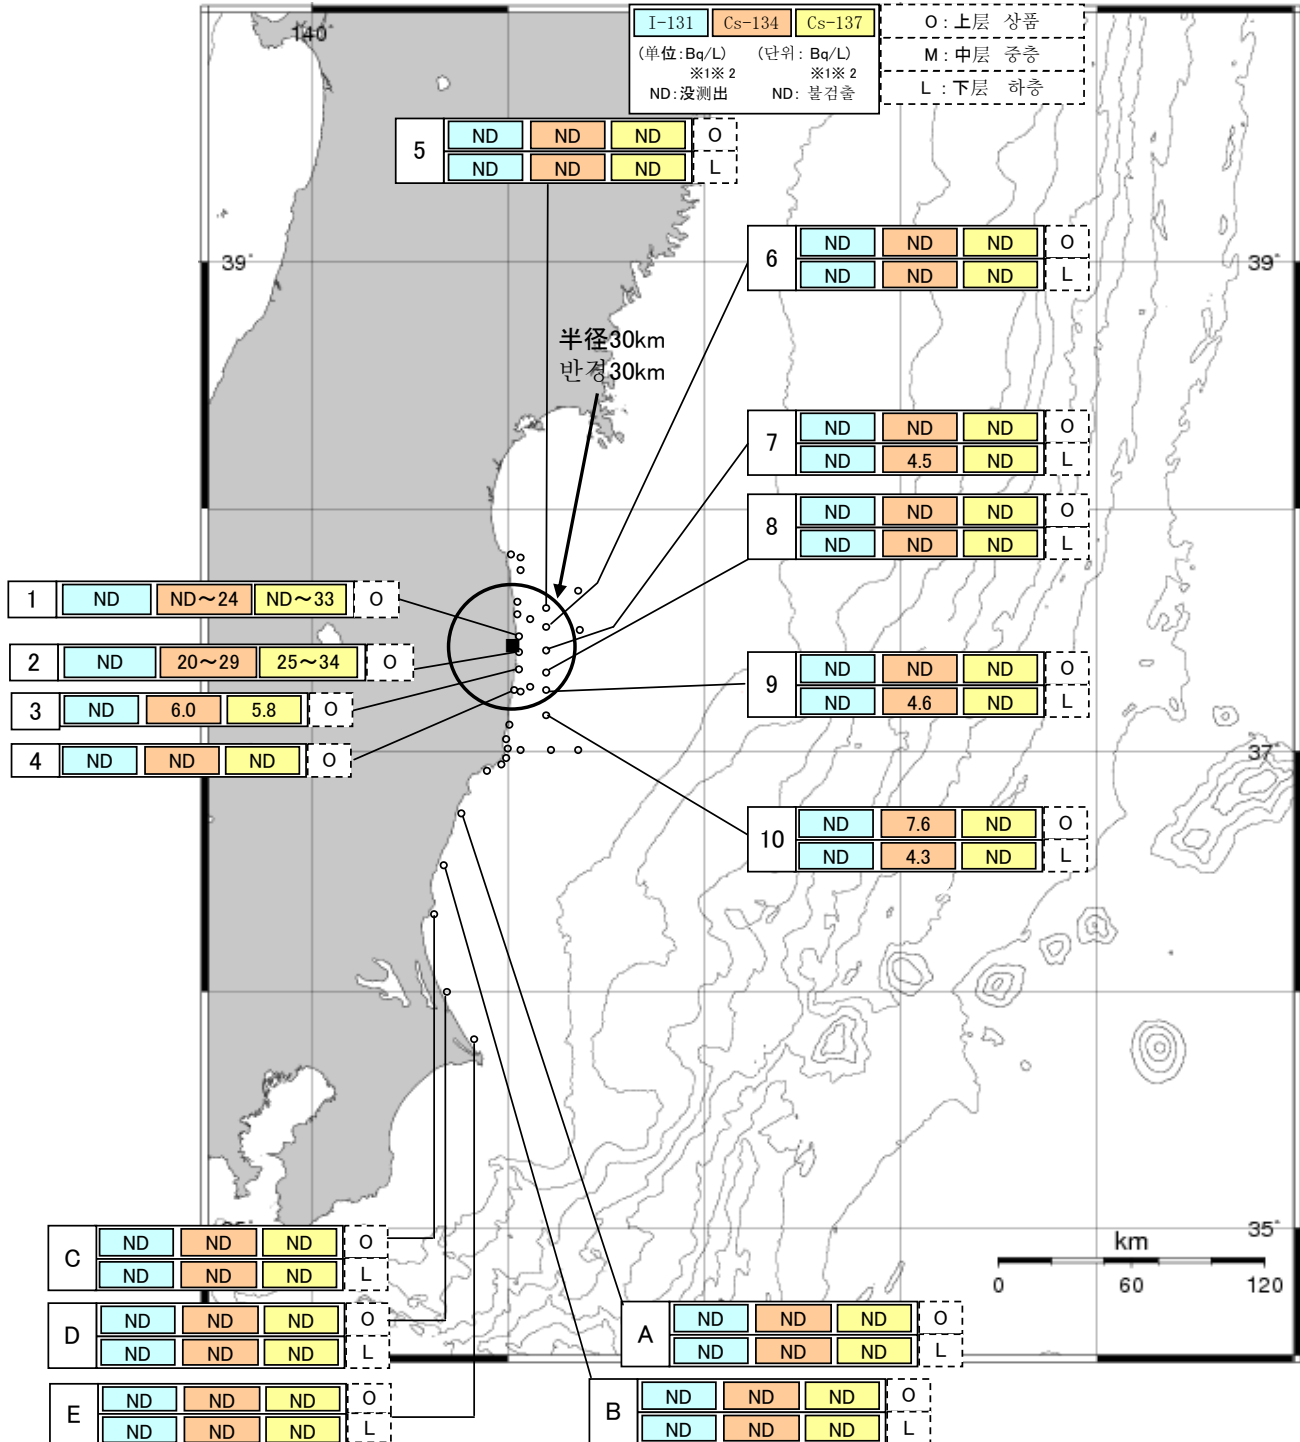 I-131 Cs-134 Cs-137
(単位:Bq/L) (단위: Bq/L)
※1※2 ※1※2
ND:没測出 ND: 불검출
O:上层 상품
M:中层 중층
L:下层 하층
140°
5 ND ND ND O
ND ND ND L
6 ND ND ND O
ND ND ND L
39° 39°
半径30km
반경30km
7 ND ND ND O
ND 4.5 ND L
8 ND ND ND O
ND ND ND L
1 ND ND～24 ND～33 O
2 ND 20～29 25～34 O
3 ND 6.0 5.8 O
4 ND ND ND O
9 ND ND ND O
ND 4.6 ND L
37°
10 ND 7.6 ND O
ND 4.3 ND L
35°
km
0 60 120
C ND ND ND O
ND ND ND L
D ND ND ND O
ND ND ND L
E ND ND ND O
ND ND ND L
A ND ND ND O
ND ND ND L
B ND ND ND O
ND ND ND L